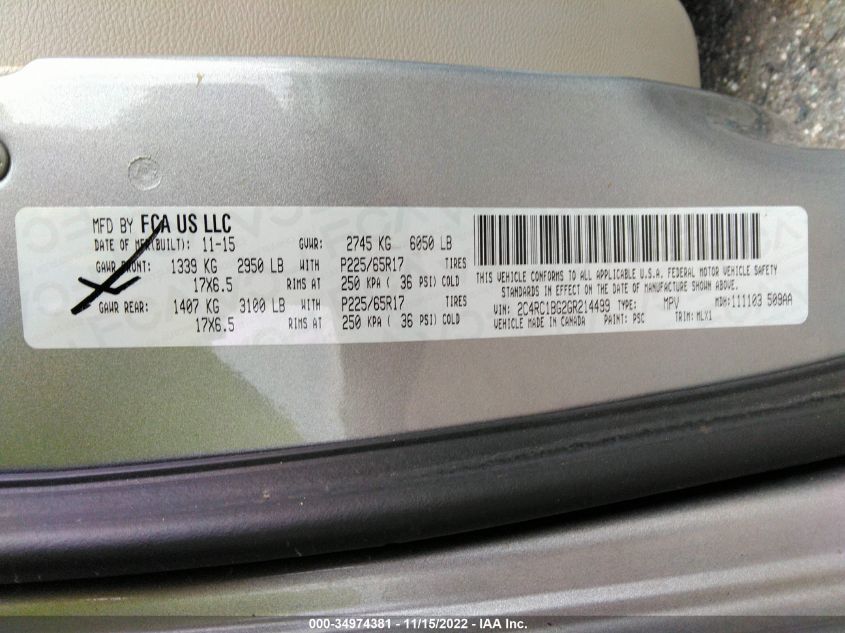 MFD BY FCA US LLC
DATE OF MFR(BUILT): 11-15 GVWR: 2745 KG 6050 LB
GAWR FRONT: 1339 KG 2950 LB WITH P225/65R17 TIRES
17X6.5 RIMS AT 250 KPA ( 36 PSI) COLD
GAWR REAR: 1407 KG 3100 LB WITH P225/65R17 TIRES
17X6.5 RIMS AT 250 KPA ( 36 PSI) COLD
THIS VEHICLE CONFORMS TO ALL APPLICABLE U.S.A. FEDERAL MOTOR VEHICLE SAFETY
STANDARDS IN EFFECT ON THE DATE OF MANUFACTURE SHOWN ABOVE.
VIN: 2C4RC1BG2GR214499 TYPE: MPV MDH: 111103 509AA
VEHICLE MADE IN CANADA PAINT: PSC TRIM: MLX1
000-34974381 - 11/15/2022 - IAA Inc.